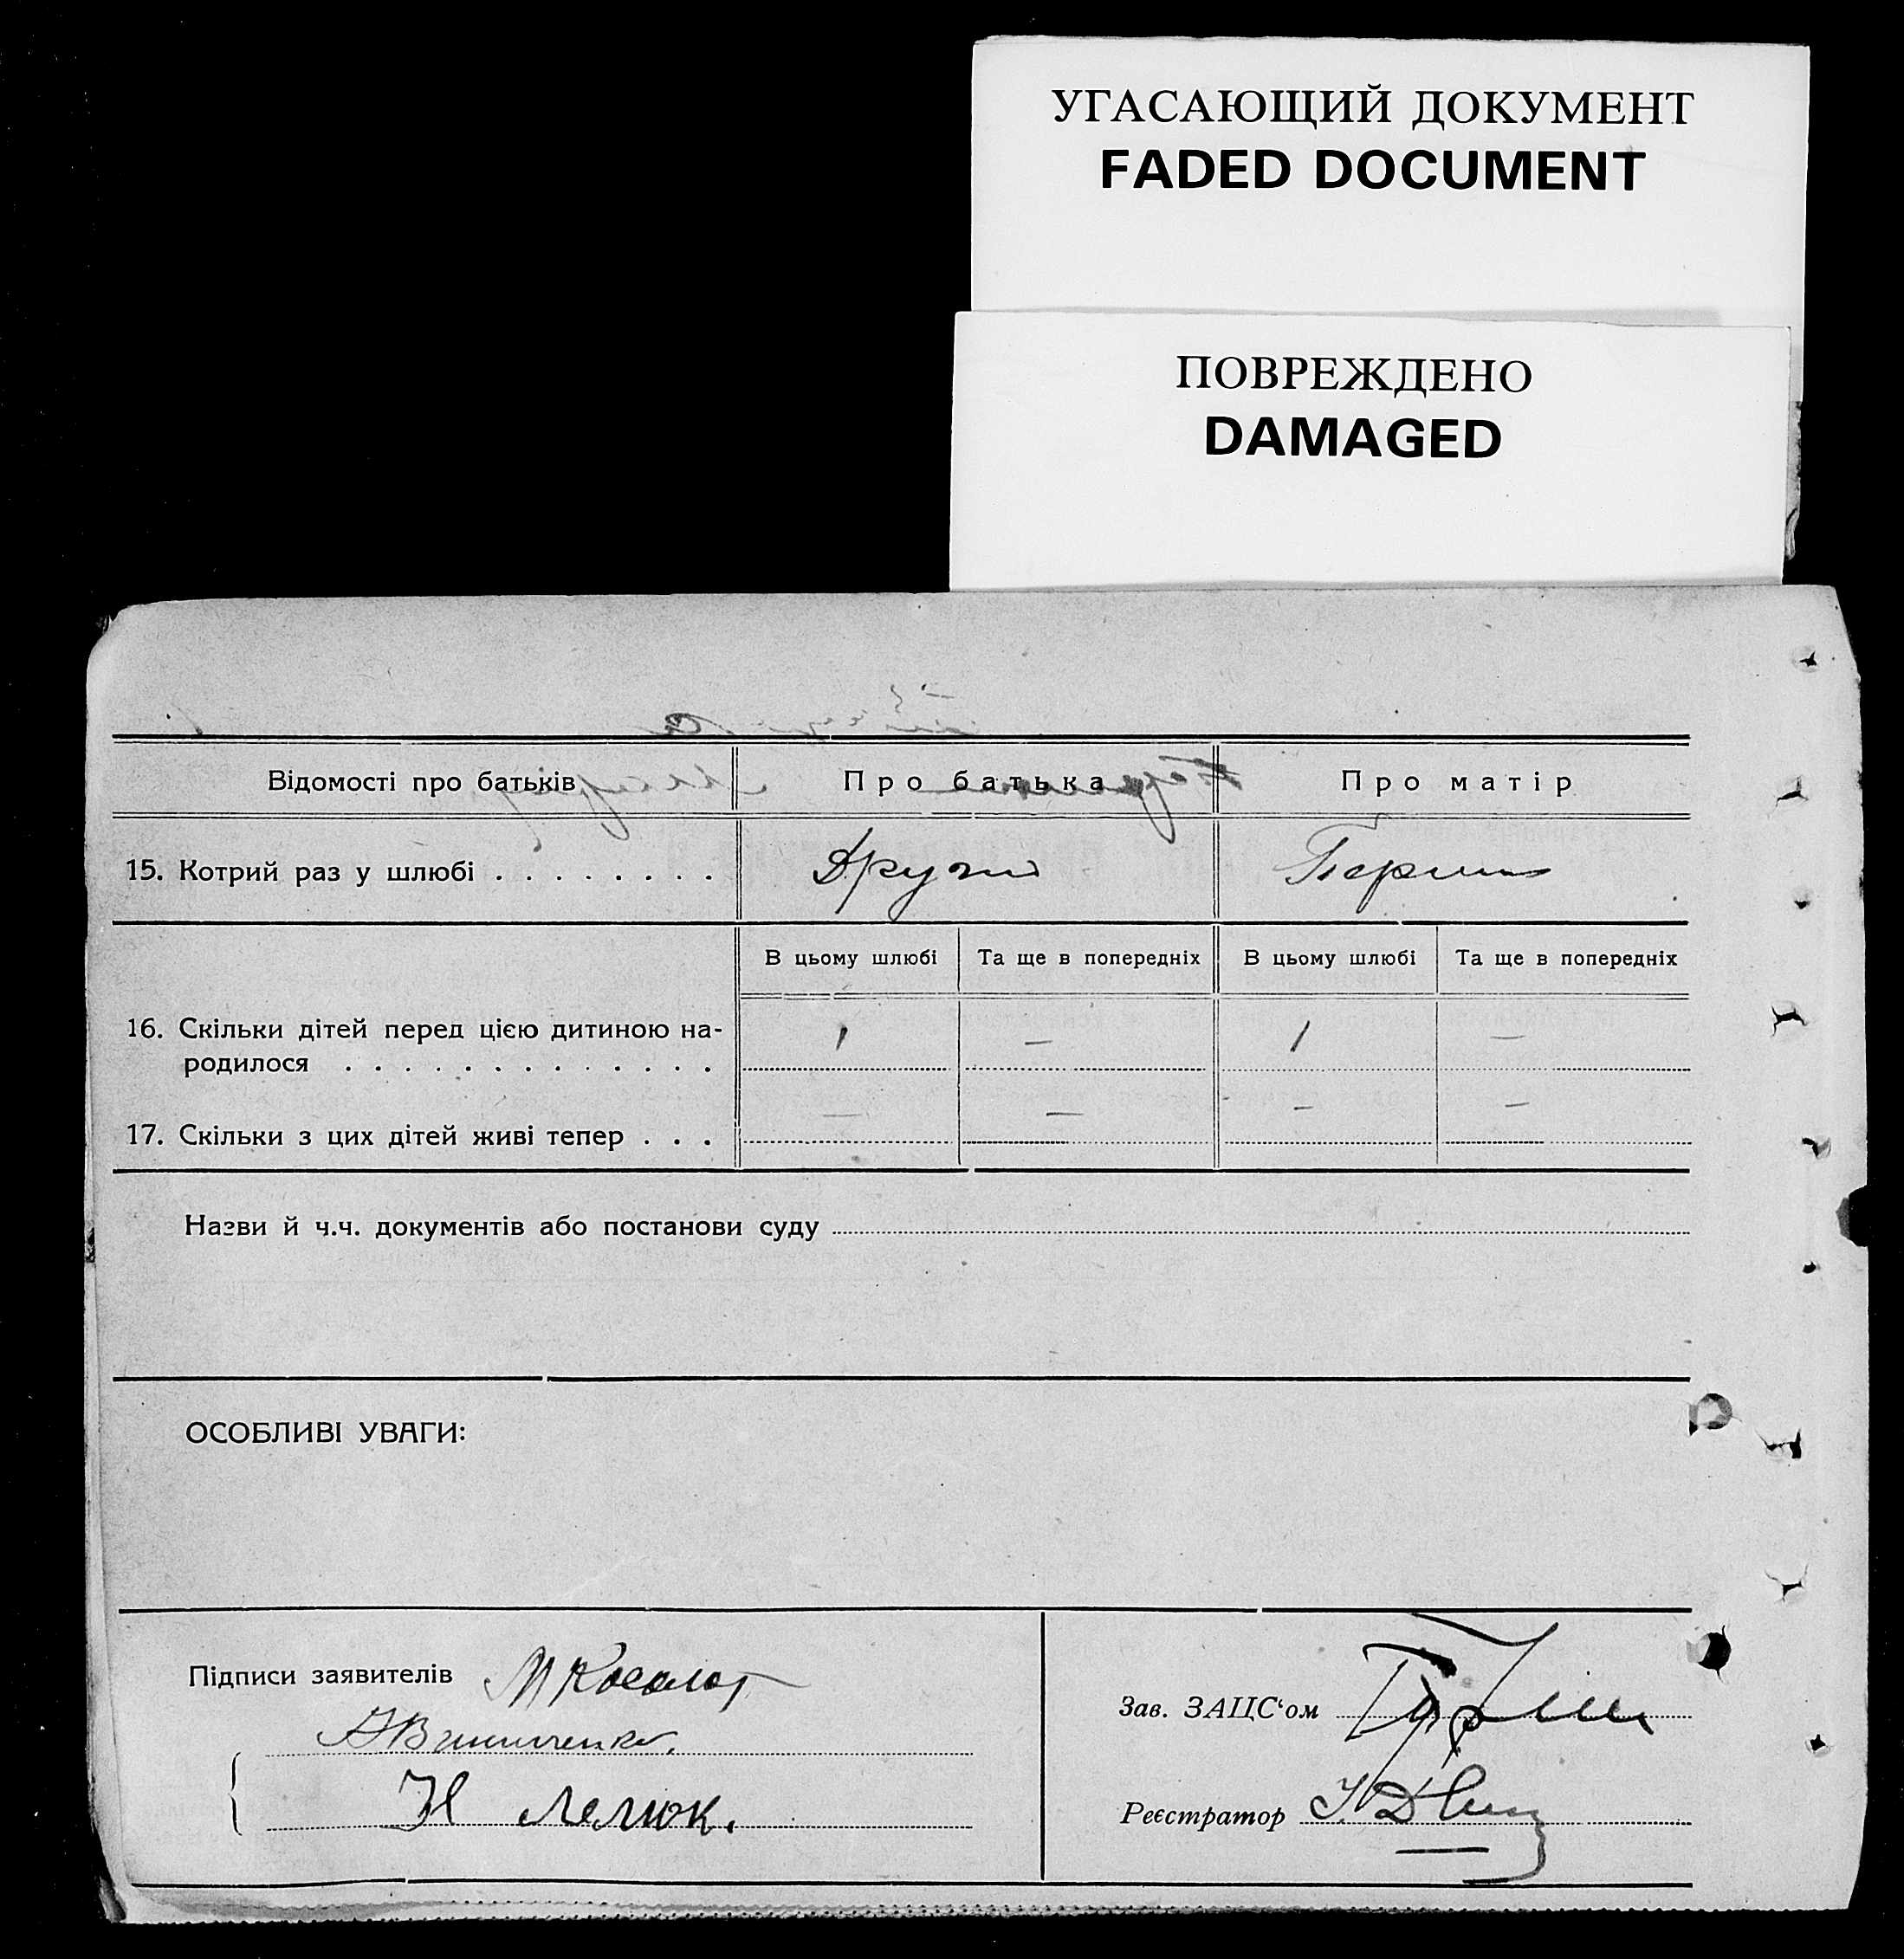 УГАСАЮЩИЙ ДОКУМЕНТ
FADED DOCUMENT
ПОВРЕЖДЕНО
DAMAGED
Відомості про батьків Про батька Про матір
15. Котрий раз у шлюбі . . . . . . . . Други Перший
В цьому шлюбі Та ще в попередніх В цьому шлюбі Та ще в попередніх
16. Скільки дітей перед цією дитиною на-
родилося . . . . . . . . . . . . . 1 — 1 —
17. Скільки з цих дітей живі тепер . . . — — — —
Назви й ч.ч. документів або постанови суду
ОСОБЛИВІ УВАГИ:
Підписи заявителів М
Зав. ЗАЦС‘ом
А Винниченко.
Н Лелюк.
Реєстратор